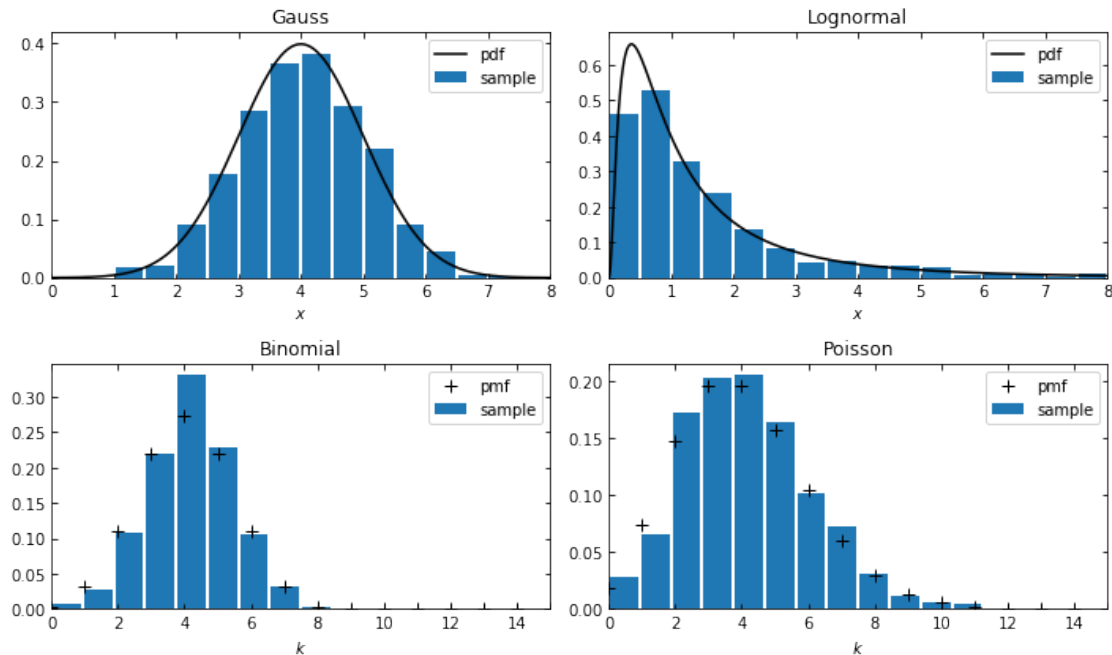 Gauss
0.4
0.3
0.2
0.1
0.0
pdf
sample
0 1 2 3 4 5 6 7 8
x
Lognormal
0.6
0.5
0.4
0.3
0.2
0.1
0.0
pdf
sample
0 1 2 3 4 5 6 7 8
x
Binomial
0.30
0.25
0.20
0.15
0.10
0.05
0.00
pmf
sample
0 2 4 6 8 10 12 14
k
Poisson
0.20
0.15
0.10
0.05
0.00
pmf
sample
0 2 4 6 8 10 12 14
k